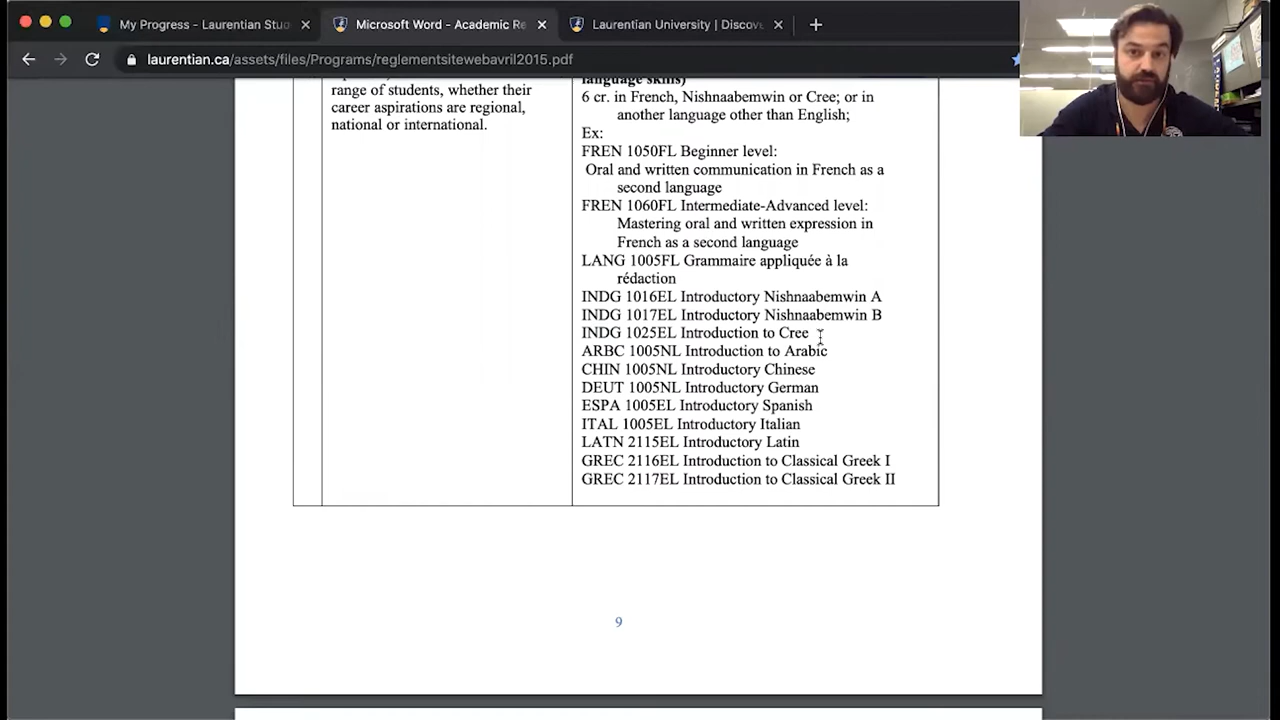 My Progress - Laurentian Stu
Microsoft Word - Academic Re
Laurentian University | Discov
laurentian.ca/assets/files/Programs/reglementsitewebavril2015.pdf
range of students, whether their
career aspirations are regional,
national or international.
language skills)
6 cr. in French, Nishnaabemwin or Cree; or in
another language other than English;
Ex:
FREN 1050FL Beginner level:
Oral and written communication in French as a
second language
FREN 1060FL Intermediate-Advanced level:
Mastering oral and written expression in
French as a second language
LANG 1005FL Grammaire appliquée à la
rédaction
INDG 1016EL Introductory Nishnaabemwin A
INDG 1017EL Introductory Nishnaabemwin B
INDG 1025EL Introduction to Cree
ARBC 1005NL Introduction to Arabic
CHIN 1005NL Introductory Chinese
DEUT 1005NL Introductory German
ESPA 1005EL Introductory Spanish
ITAL 1005EL Introductory Italian
LATN 2115EL Introductory Latin
GREC 2116EL Introduction to Classical Greek I
GREC 2117EL Introduction to Classical Greek II
9